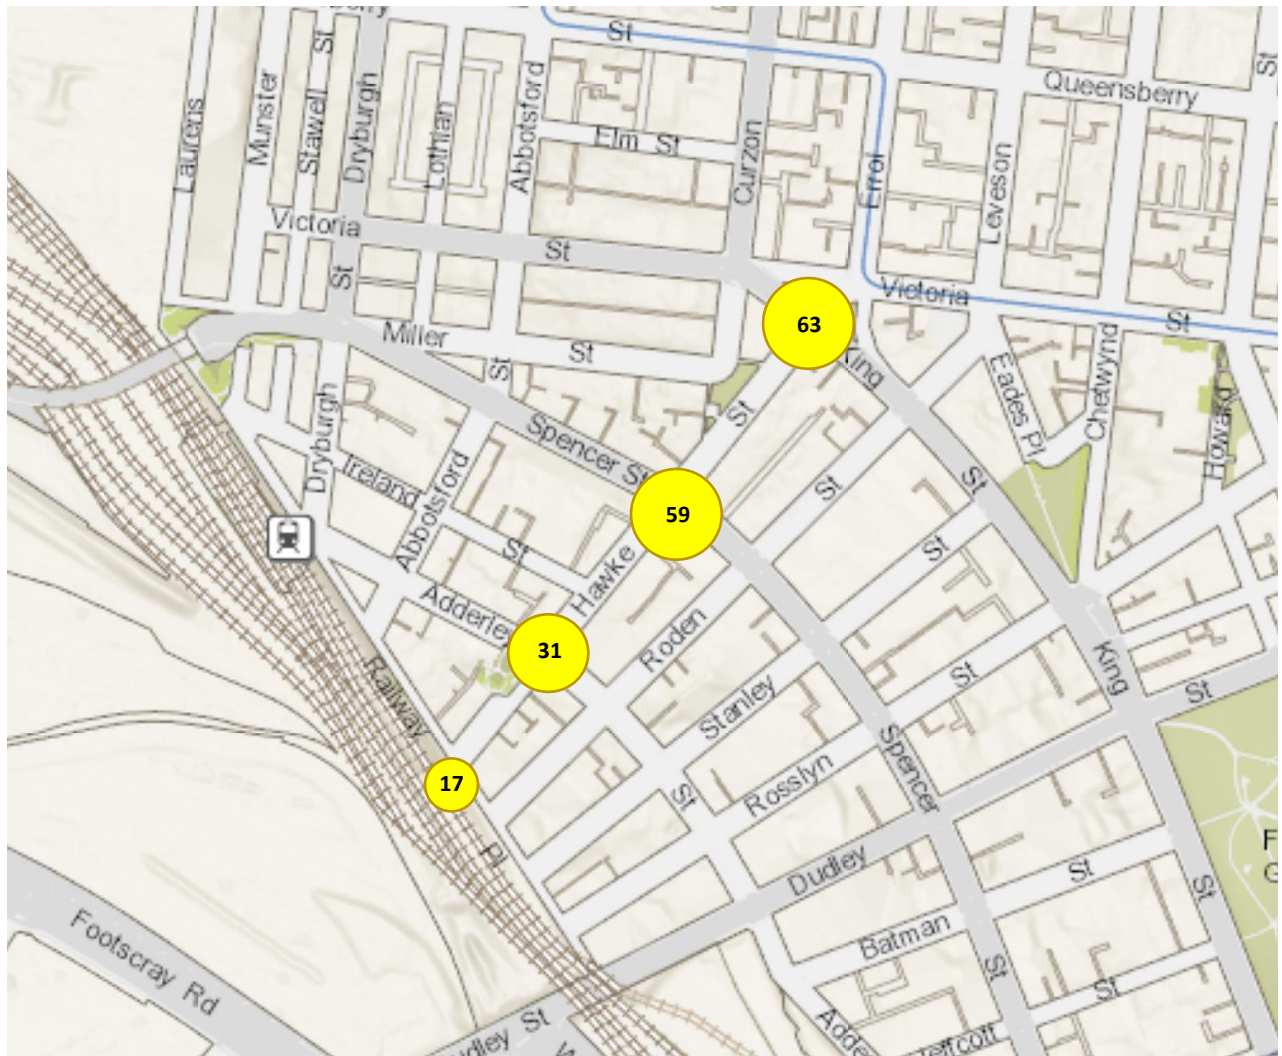 St
St
Queensberry
St
Laurens
Munster
Stawell
Dryburgh
Lothian
Abbotsford
Elm St
Curzon
Errol
Leveson
Victoria
St
St
Victoria
St
Miller
St
St
63
King
Eades Pl
Chetwynd
Howard
St
Spencer St
Dryburgh
Ireland
Abbotsford
St
59
St
St
St
Hawke
Adderley
31
Roden
Stanley
St
King
St
Railway
17
Rosslyn
Spencer
St
Pl
Dudley
St
St
Batman
St
St
Footscray Rd
Dudley St
F
G